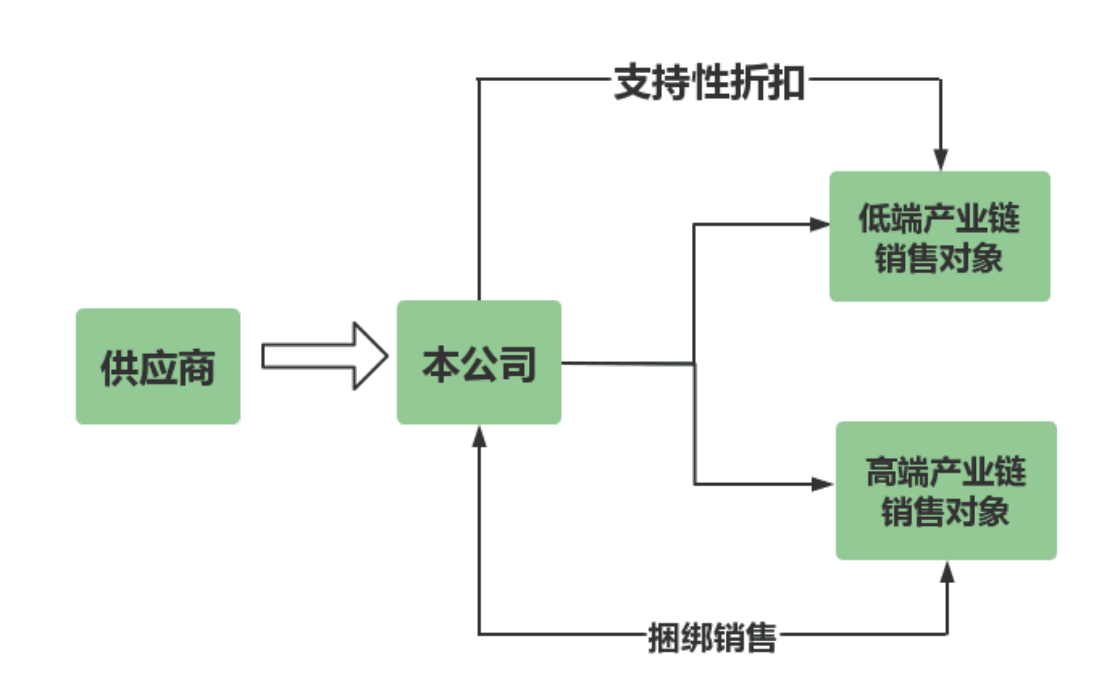 支持性折扣
低端产业链
销售对象
供应商
本公司
高端产业链
销售对象
捆绑销售